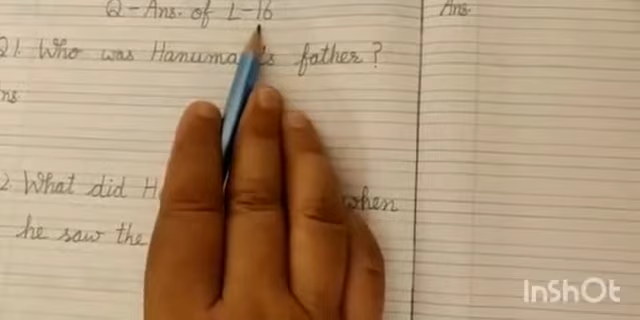 Q-Ans. of L-16
Ans
Q1. Who was Hanuma 's father?
ns
2. What did H when
he saw the
InShOt